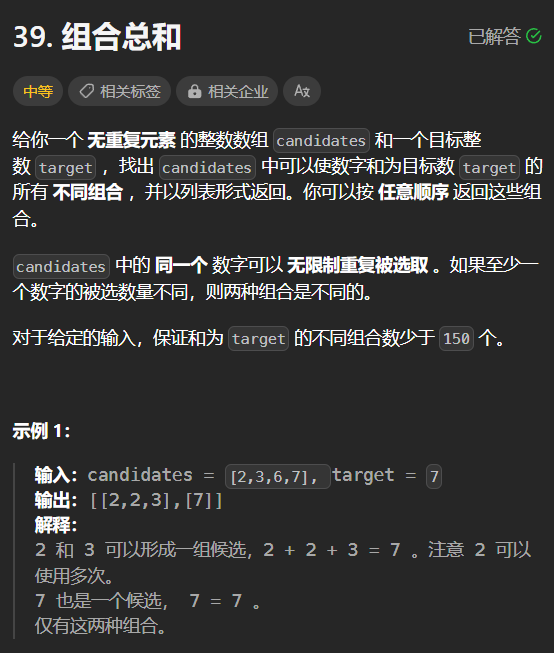 39. 组合总和
已解答
中等 相关标签 相关企业 A文
给你一个 无重复元素 的整数数组 candidates 和一个目标整
数 target ，找出 candidates 中可以使数字和为目标数 target 的
所有 不同组合 ，并以列表形式返回。你可以按 任意顺序 返回这些组
合。
candidates 中的 同一个 数字可以 无限制重复被选取 。如果至少一
个数字的被选数量不同，则两种组合是不同的。
对于给定的输入，保证和为 target 的不同组合数少于 150 个。
示例 1：
输入：candidates = [2,3,6,7], target = 7
输出：[[2,2,3],[7]]
解释：
2 和 3 可以形成一组候选，2 + 2 + 3 = 7 。注意 2 可以
使用多次。
7 也是一个候选， 7 = 7 。
仅有这两种组合。